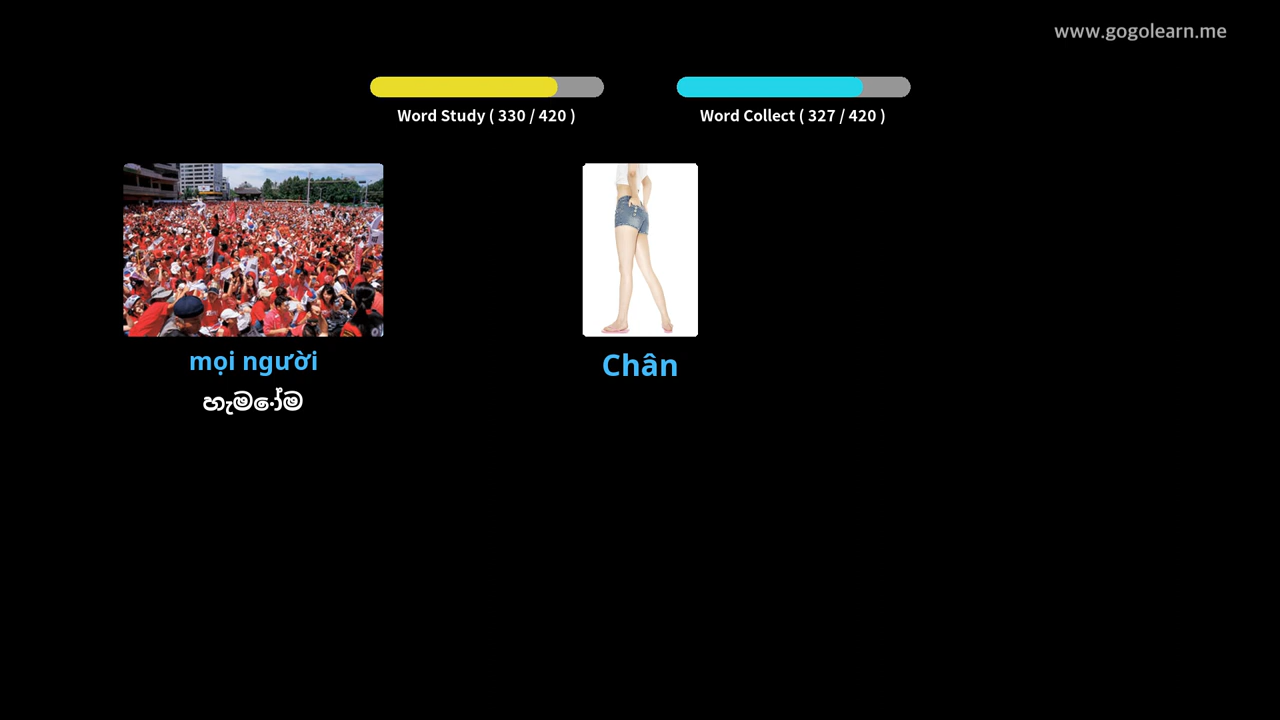 www.gogolearn.me
Word Study ( 330 / 420 )
Word Collect ( 327 / 420 )
mọi người
Chân
හැමෝම